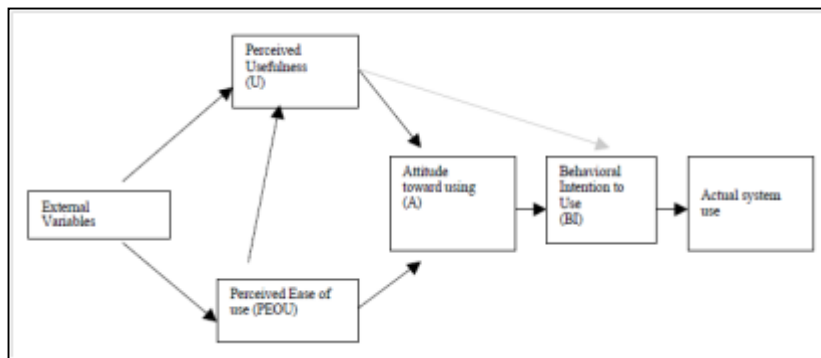 Perceived
Usefulness
(U)
External
Variables
Perceived Ease of
use (PEOU)
Attitude
toward using
(A)
Behavioral
Intention to
Use
(BI)
Actual system
use